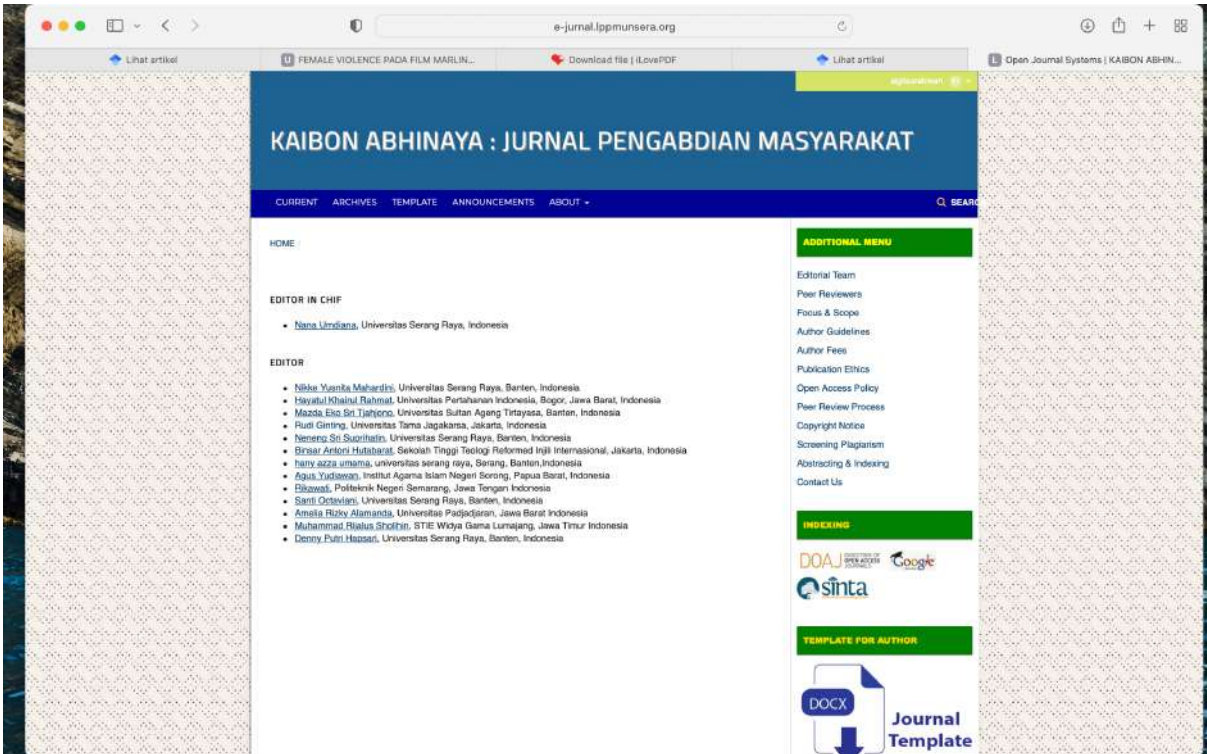 e-jurnal.lppmunsera.org
Lihat artikel
FEMALE VIOLENCE PADA FILM MARLIN...
Download file | iLovePDF
Lihat artikel
Open Journal Systems | KAIBON ABHIN...
KAIBON ABHINAYA : JURNAL PENGABDIAN MASYARAKAT
CURRENT ARCHIVES TEMPLATE ANNOUNCEMENTS ABOUT
SEARC
HOME
EDITOR IN CHIF
Nana Umdiana, Universitas Serang Raya, Indonesia
EDITOR
Nikke Yusnita Mahardini, Universitas Serang Raya, Banten, Indonesia
Hayatul Khairul Rahmat, Universitas Pertahanan Indonesia, Bogor, Jawa Barat, Indonesia
Mazda Eko Sri Tjahjono, Universitas Sultan Ageng Tirtayasa, Banten, Indonesia
Rudi Ginting, Universitas Tama Jagakarsa, Jakarta, Indonesia
Neneng Sri Suprihatin, Universitas Serang Raya, Banten, Indonesia
Binsar Antoni Hutabarat, Sekolah Tinggi Teologi Reformed Injili Internasional, Jakarta, Indonesia
hany azza umama, universitas serang raya, Serang, Banten,Indonesia
Agus Yudiawan, Institut Agama Islam Negeri Sorong, Papua Barat, Indonesia
Rikawati, Politeknik Negeri Semarang, Jawa Tengan Indonesia
Santi Octaviani, Universitas Serang Raya, Banten, Indonesia
Amelia Rizky Alamanda, Universitas Padjadjaran, Jawa Barat Indonesia
Muhammad Rijalus Sholihin, STIE Widya Gama Lumajang, Jawa Timur Indonesia
Denny Putri Hapsari, Universitas Serang Raya, Banten, Indonesia
ADDITIONAL MENU
Editorial Team
Peer Reviewers
Focus & Scope
Author Guidelines
Author Fees
Publication Ethics
Open Access Policy
Peer Review Process
Copyright Notice
Screening Plagiarism
Abstracting & Indexing
Contact Us
INDEXING
DOAJ DIRECTORY OF OPEN ACCESS JOURNALS
Google
sinta
TEMPLATE FOR AUTHOR
DOCX
Journal
Template